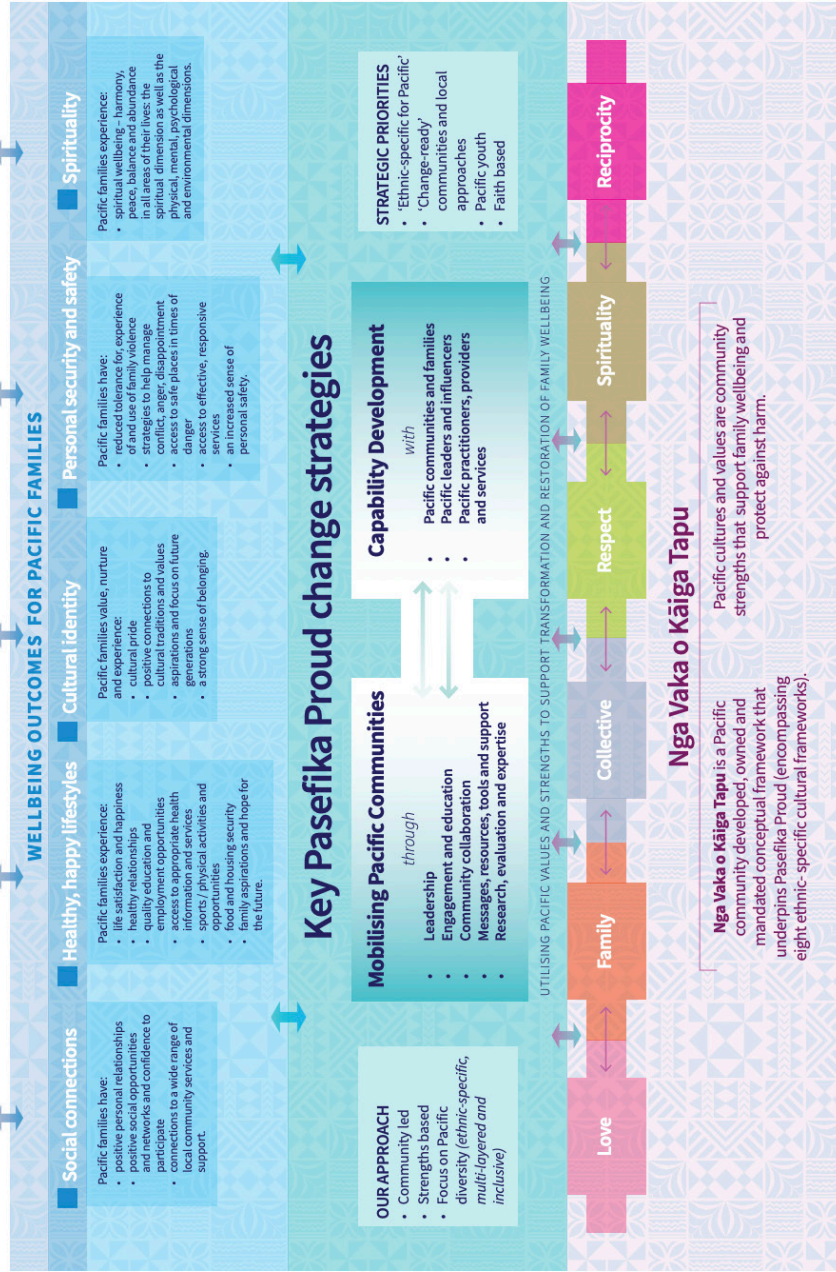 WELLBEING OUTCOMES FOR PACIFIC FAMILIES
Social connections
Pacific families have:
• positive personal relationships
• positive social opportunities
and networks and confidence to
participate
• connections to a wide range of
local community services and
support.
Healthy, happy lifestyles
Pacific families experience:
• life satisfaction and happiness
• healthy relationships
• quality education and
employment opportunities
• access to appropriate health
information and services
• sports / physical activities and
opportunities
• food and housing security
• family aspirations and hope for
the future.
Cultural identity
Pacific families value, nurture
and experience:
• cultural pride
• positive connections to
cultural traditions and values
• aspirations and focus on future
generations
• a strong sense of belonging.
Personal security and safety
Pacific families have:
• reduced tolerance for, experience
of and use of family violence
• strategies to help manage
conflict, anger, disappointment
• access to safe places in times of
danger
• access to effective, responsive
services
• an increased sense of
personal safety.
Spirituality
Pacific families experience:
• spiritual wellbeing – harmony,
peace, balance and abundance
in all areas of their lives: the
spiritual dimension as well as the
physical, mental, psychological
and environmental dimensions.
Key Pasefika Proud change strategies
OUR APPROACH
• Community led
• Strengths based
• Focus on Pacific
diversity (ethnic-specific,
multi-layered and
inclusive)
Mobilising Pacific Communities
through
• Leadership
• Engagement and education
• Community collaboration
• Messages, resources, tools and support
• Research, evaluation and expertise
Capability Development
with
• Pacific communities and families
• Pacific leaders and influencers
• Pacific practitioners, providers
and services
STRATEGIC PRIORITIES
• ‘Ethnic-specific for Pacific’
• ‘Change-ready’
communities and local
approaches
• Pacific youth
• Faith based
UTILISING PACIFIC VALUES AND STRENGTHS TO SUPPORT TRANSFORMATION AND RESTORATION OF FAMILY WELLBEING
Love
Family
Collective
Respect
Spirituality
Reciprocity
Nga Vaka o Kāiga Tapu
Nga Vaka o Kāiga Tapu is a Pacific
community developed, owned and
mandated conceptual framework that
underpins Pasefika Proud (encompassing
eight ethnic- specific cultural frameworks).
Pacific cultures and values are community
strengths that support family wellbeing and
protect against harm.